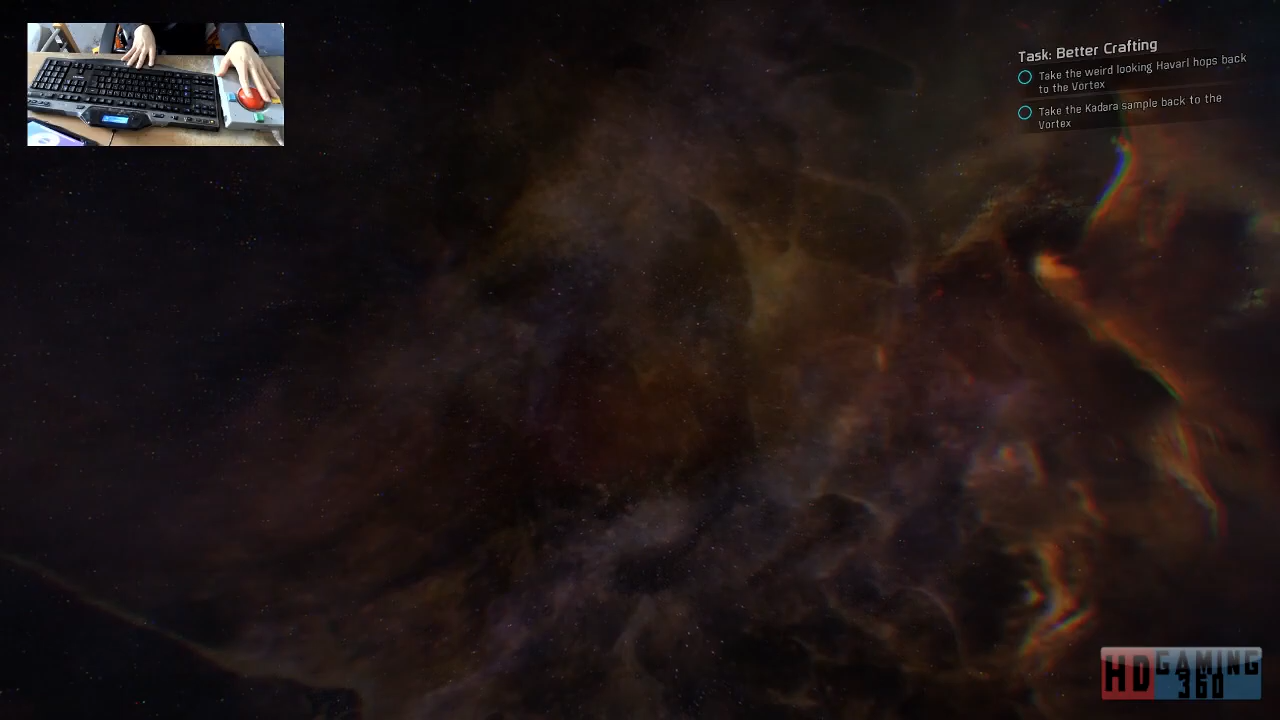 Task: Better Crafting
Take the weird looking Havarl hops back
to the Vortex
Take the Kadara sample back to the
Vortex
HD GAMING
360